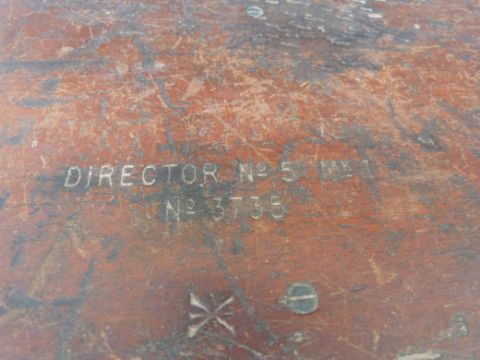 DIRECTOR Nº 5 Mk I
Nº 3735